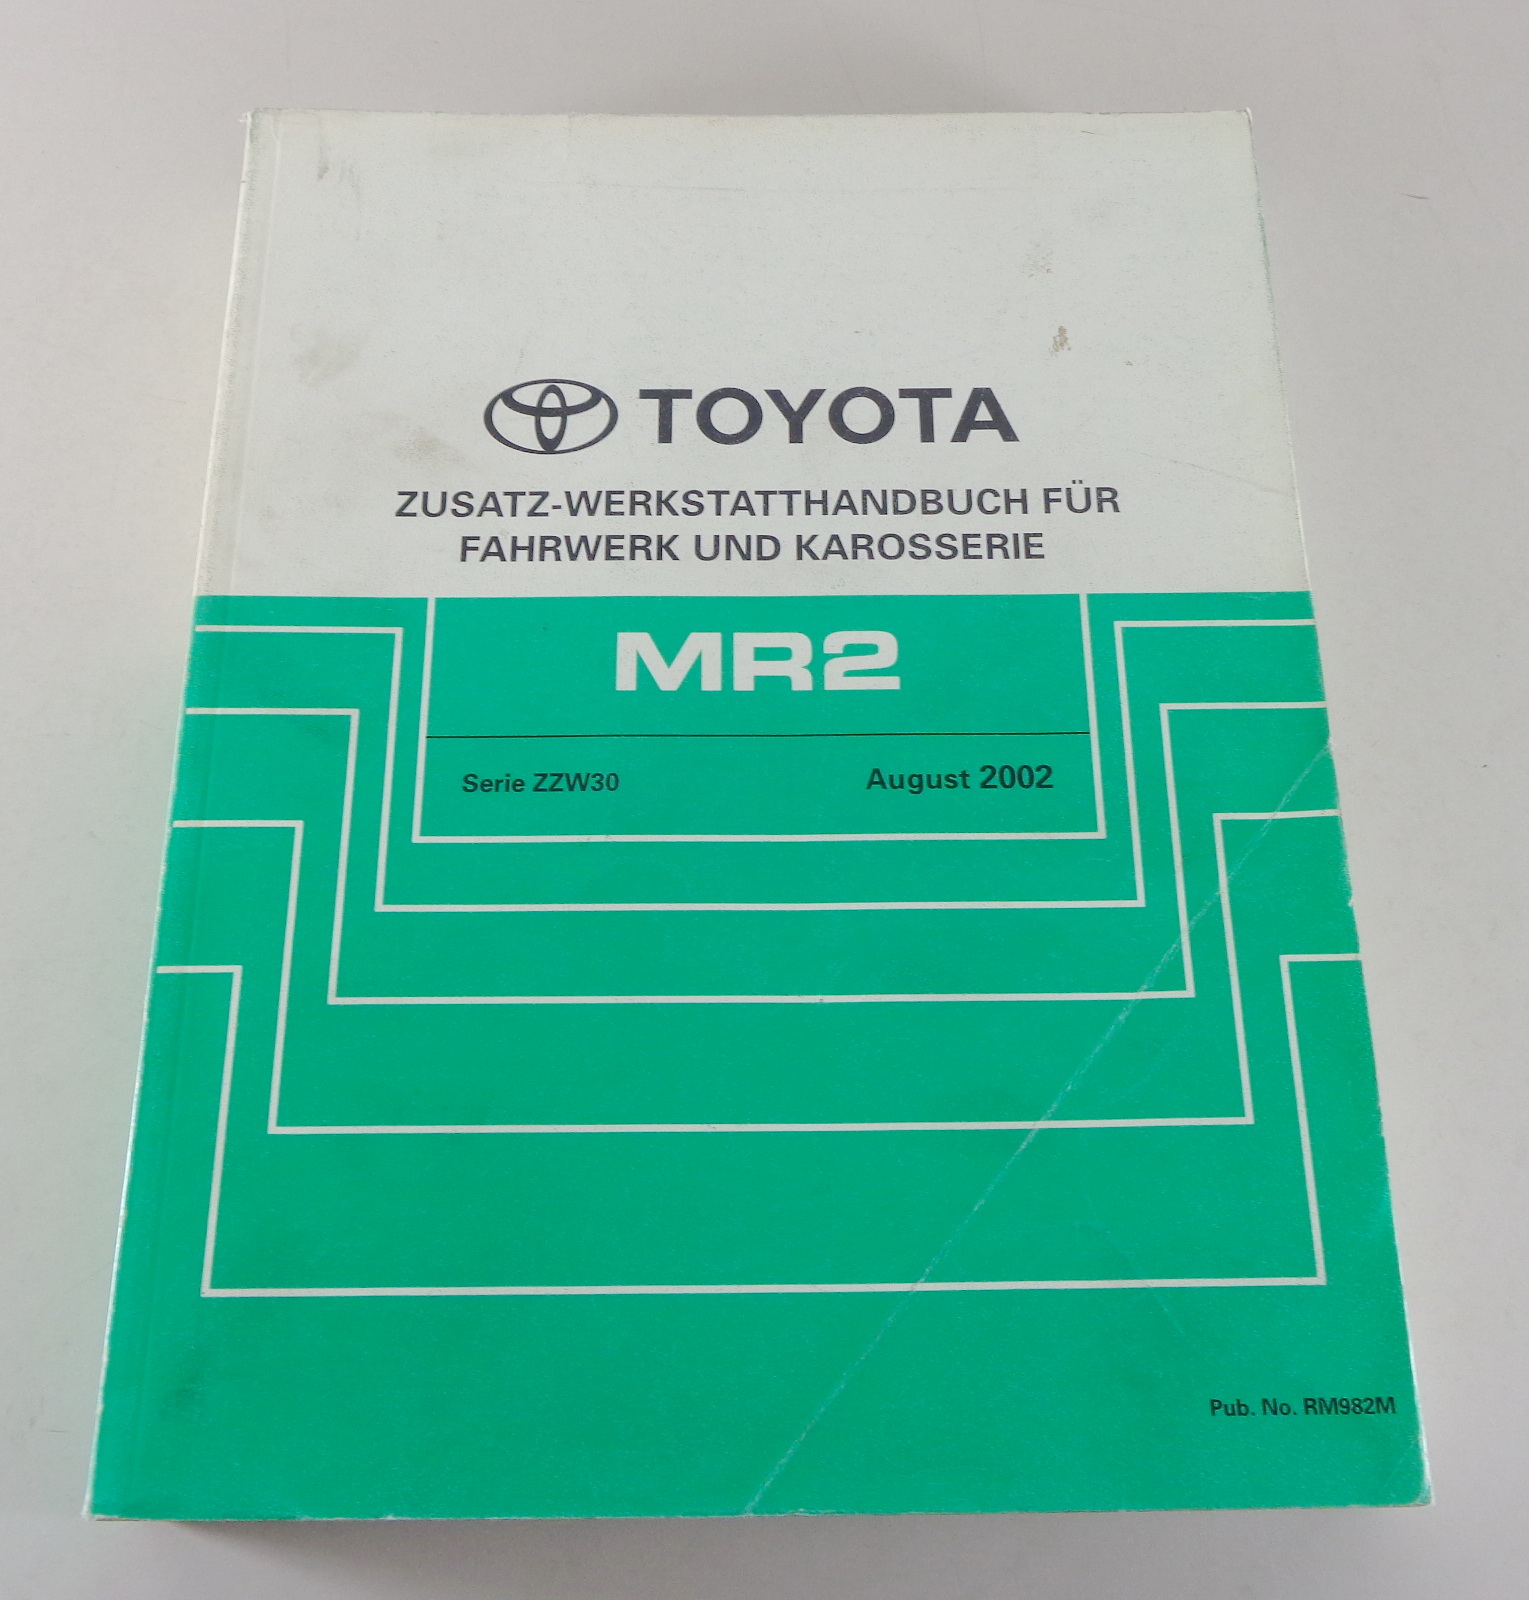 TOYOTA
ZUSATZ-WERKSTATTHANDBUCH FÜR
FAHRWERK UND KAROSSERIE
MR2
Serie ZZW30 August 2002
Pub. No. RM982M